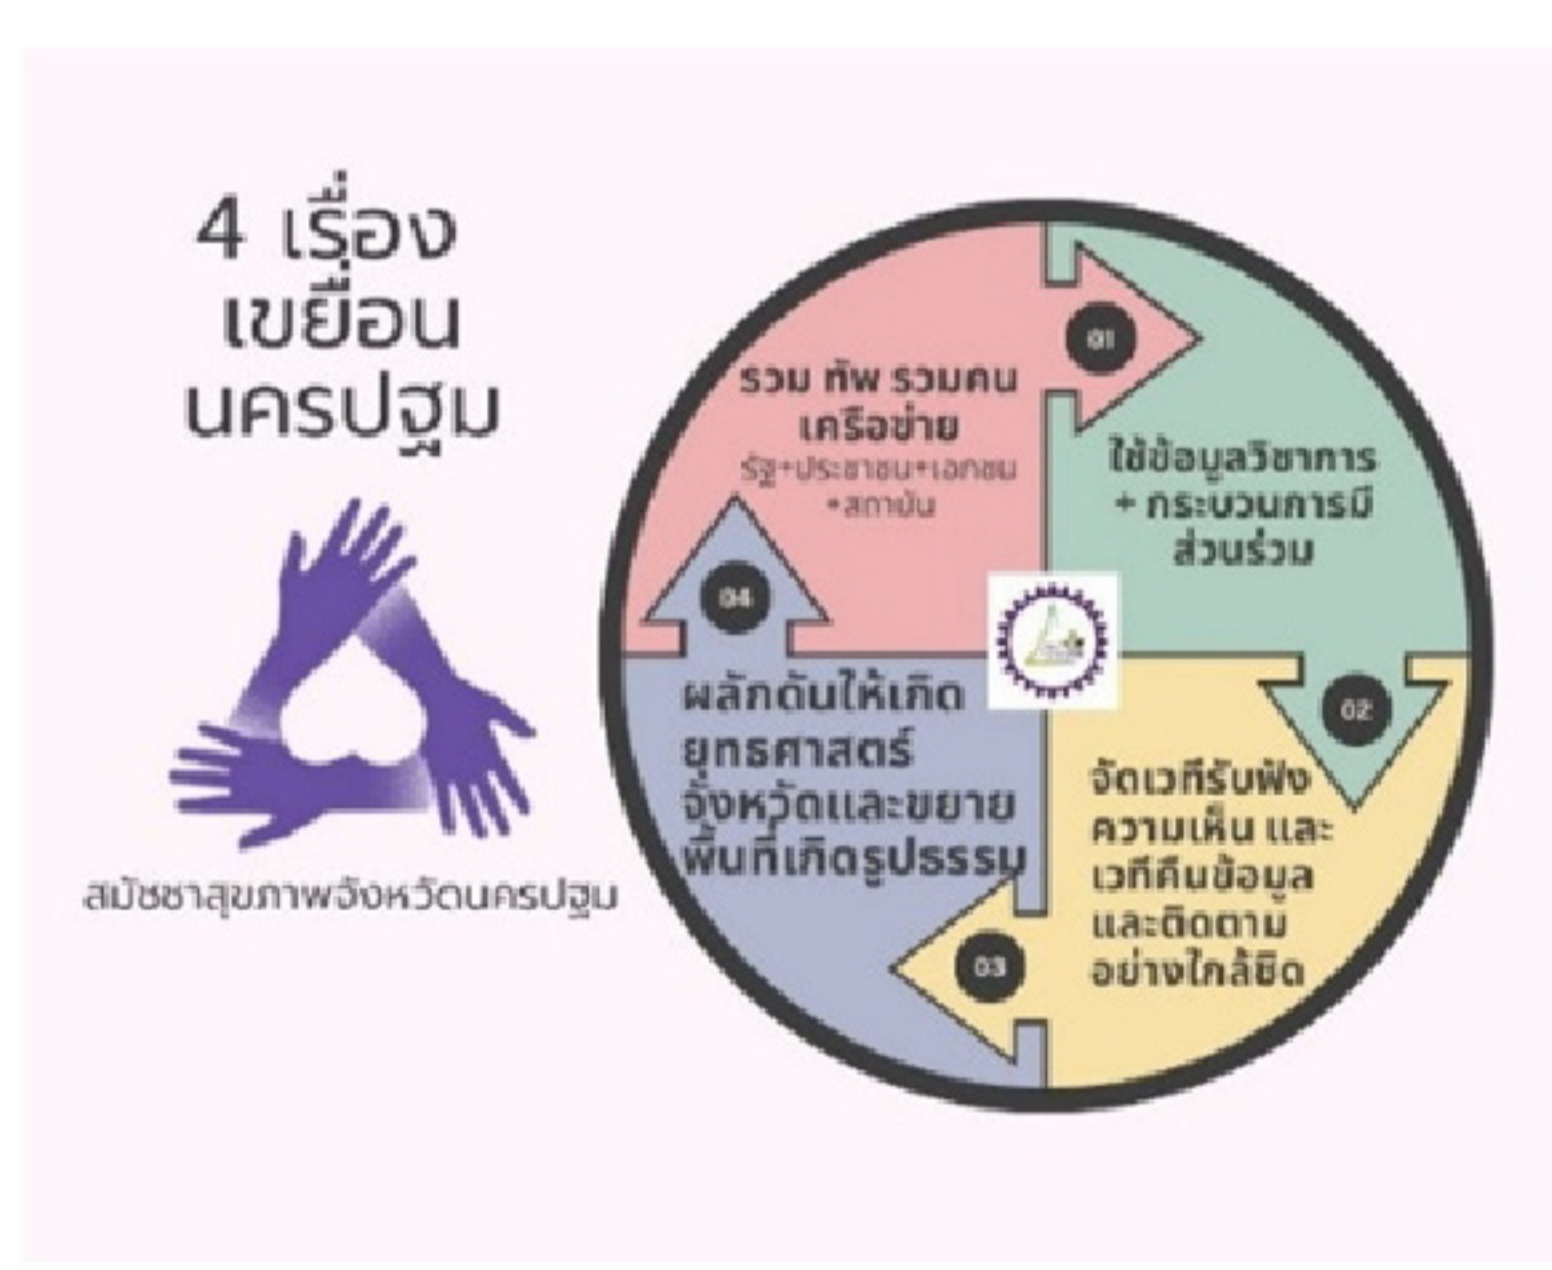 4 เรื่อง
เขยื่อน
นครปฐม
สมัชชาสุขภาพจังหวัดนครปฐม
01
รวม ทัพ รวมคน
เครือข่าย
รัฐ+ประชาชน+เอกชน
+สถาบัน
02
ใช้ข้อมูลวิชาการ
+ กระบวนการมี
ส่วนร่วม
03
จัดเวทีรับฟัง
ความเห็น และ
เวทีคืนข้อมูล
และติดตาม
อย่างใกล้ชิด
04
ผลักดันให้เกิด
ยุทธศาสตร์
จังหวัดและขยาย
พื้นที่เกิดรูปธรรม